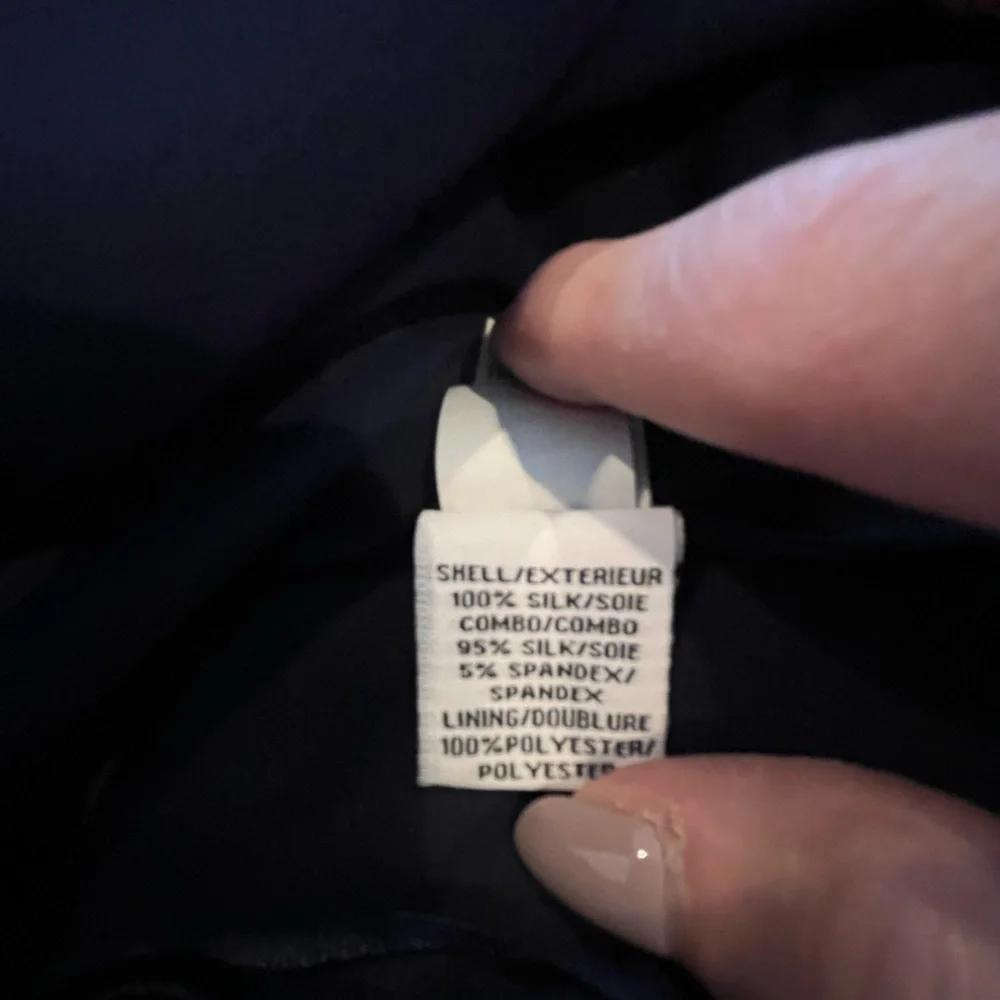 SHELL/EXTERIEUR
100% SILK/SOIE
COMBO/COMBO
95% SILK/SOIE
5% SPANDEX/
SPANDEX
LINING/DOUBLURE
100%POLYESTER/
POLYESTER